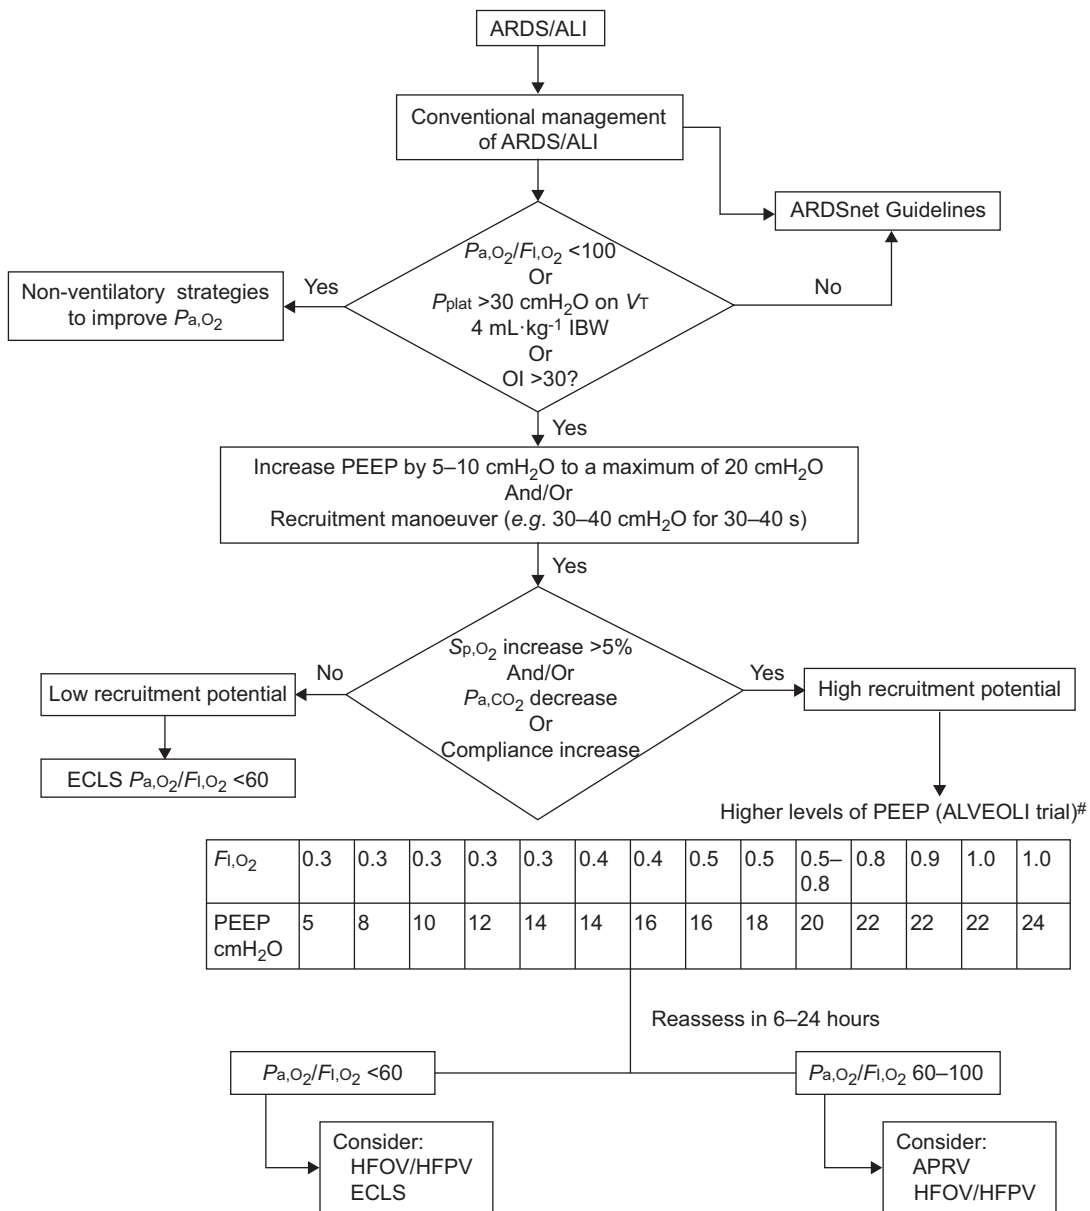 ARDS/ALI
Conventional management
of ARDS/ALI
ARDSnet Guidelines
Pa,O2/FI,O2 <100
Or
Pplat >30 cmH2O on VT
4 mL·kg-1 IBW
Or
OI >30?
Yes
No
Non-ventilatory strategies
to improve Pa,O2
Yes
Increase PEEP by 5–10 cmH2O to a maximum of 20 cmH2O
And/Or
Recruitment manoeuver (e.g. 30–40 cmH2O for 30–40 s)
Yes
Sp,O2 increase >5%
And/Or
Pa,CO2 decrease
Or
Compliance increase
No
Yes
Low recruitment potential
High recruitment potential
ECLS Pa,O2/FI,O2 <60
Higher levels of PEEP (ALVEOLI trial)#
FI,O2 0.3 0.3 0.3 0.3 0.3 0.4 0.4 0.5 0.5 0.5– 0.8 0.9 1.0 1.0
0.8
PEEP 5 8 10 12 14 14 16 16 18 20 22 22 22 24
cmH2O
Reassess in 6–24 hours
Pa,O2/FI,O2 <60
Pa,O2/FI,O2 60–100
Consider:
HFOV/HFPV
ECLS
Consider:
APRV
HFOV/HFPV